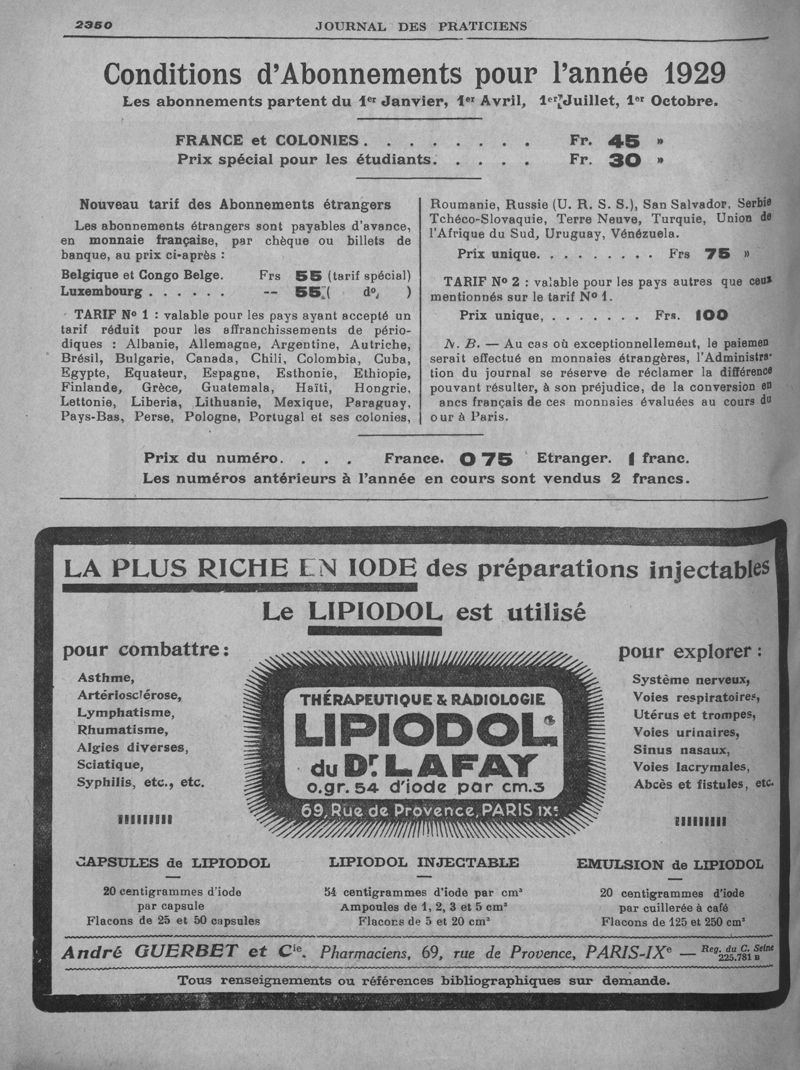 2350
JOURNAL DES PRATICIENS
Conditions d'Abonnements pour l'année 1929
Les abonnements partent du 1er Janvier, 1er Avril, 1er Juillet, 1er Octobre.
FRANCE et COLONIES. . . . . . . . Fr. 45 »
Prix spécial pour les étudiants. . . . . Fr. 30 »
Nouveau tarif des Abonnements étrangers
Les abonnements étrangers sont payables d'avance,
en monnaie française, par chèque ou billets de
banque, au prix ci-après :
Belgique et Congo Belge. Frs 55 (tarif spécial)
Luxembourg . . . . . . -- 55 ( do, )
TARIF No 1 : valable pour les pays ayant accepté un
tarif réduit pour les affranchissements de pério-
diques : Albanie, Allemagne, Argentine, Autriche,
Brésil, Bulgarie, Canada, Chili, Colombia, Cuba,
Egypte, Equateur, Espagne, Esthonie, Ethiopie,
Finlande, Grèce, Guatemala, Haïti, Hongrie,
Lettonie, Liberia, Lithuanie, Mexique, Paraguay,
Pays-Bas, Perse, Pologne, Portugal et ses colonies,
Roumanie, Russie (U. R. S. S.), San Salvador, Serbie
Tchéco-Slovaquie, Terre Neuve, Turquie, Union de
l'Afrique du Sud, Uruguay, Vénézuela.
Prix unique. . . . . . . . . Frs 75 »
TARIF No 2 : valable pour les pays autres que ceux
mentionnés sur le tarif No 1.
Prix unique, . . . . . . . Frs. 100
N. B. — Au cas où exceptionnellement, le paiemen
serait effectué en monnaies étrangères, l'Administra-
tion du journal se réserve de réclamer la différence
pouvant résulter, à son préjudice, de la conversion en
ancs français de ces monnaies évaluées au cours du
our à Paris.
Prix du numéro. . . . France. 0 75 Etranger. 1 franc.
Les numéros antérieurs à l'année en cours sont vendus 2 francs.
LA PLUS RICHE EN IODE des préparations injectables
Le LIPIODOL est utilisé
pour combattre :
Asthme,
Artériosclérose,
Lymphatisme,
Rhumatisme,
Algies diverses,
Sciatique,
Syphilis, etc., etc.
THÉRAPEUTIQUE & RADIOLOGIE
LIPIODOL
du Dr. LAFAY
0.gr. 54 d'iode par cm.3
69, Rue de Provence, PARIS IXe
pour explorer :
Système nerveux,
Voies respiratoires,
Utérus et trompes,
Voies urinaires,
Sinus nasaux,
Voies lacrymales,
Abcès et fistules, etc.
CAPSULES de LIPIODOL
20 centigrammes d'iode
par capsule
Flacons de 25 et 50 capsules
LIPIODOL INJECTABLE
54 centigrammes d'iode par cm3
Ampoules de 1, 2, 3 et 5 cm3
Flacons de 5 et 20 cm3
EMULSION de LIPIODOL
20 centigrammes d'iode
par cuillerée à café
Flacons de 125 et 250 cm3
André GUERBET et Cie. Pharmaciens, 69, rue de Provence, PARIS-IXe — Reg. du C. Seine
225.781 B
Tous renseignements ou références bibliographiques sur demande.